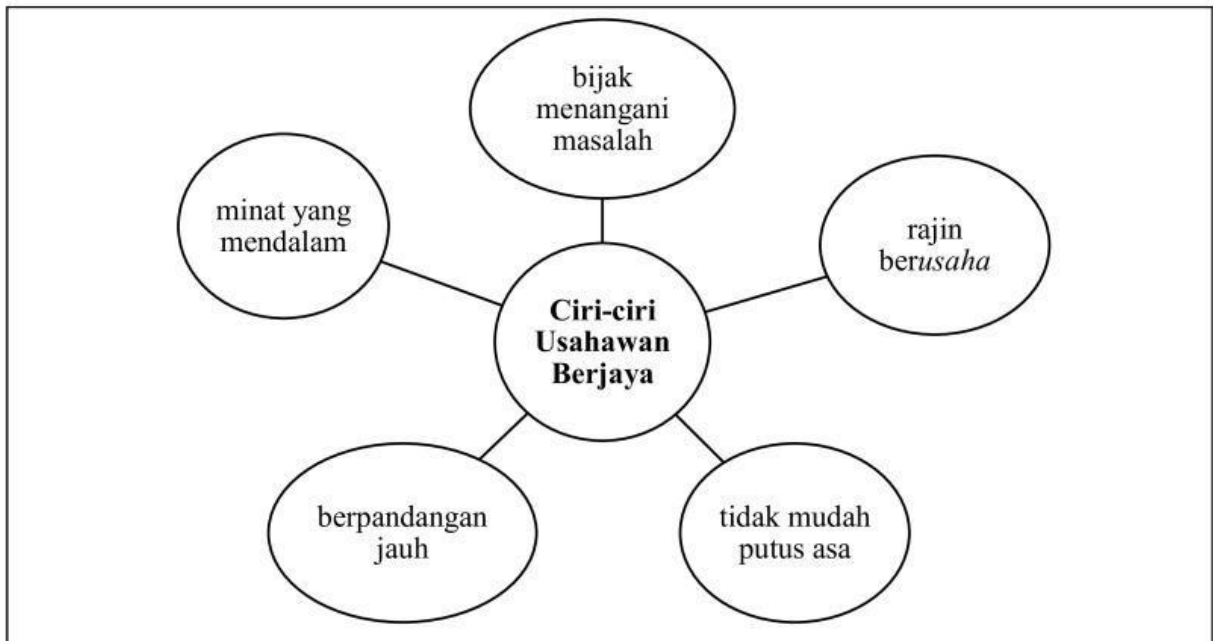 bijak
menangani
masalah
minat yang
mendalam
rajin
berusaha
Ciri-ciri
Usahawan
Berjaya
berpandangan
jauh
tidak mudah
putus asa